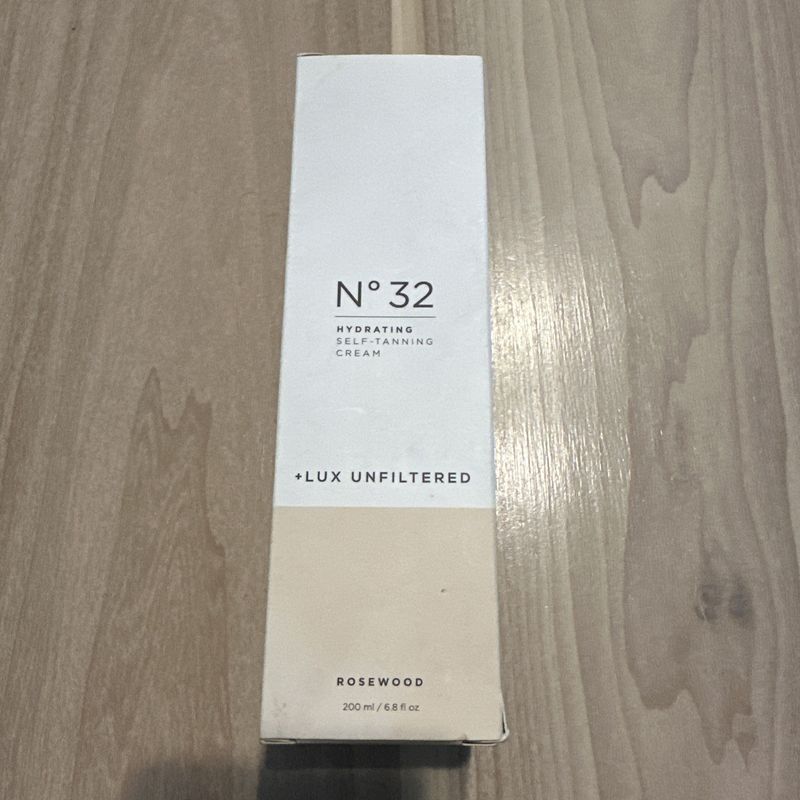 N° 32
HYDRATING
SELF-TANNING
CREAM
+LUX UNFILTERED
ROSEWOOD
200 ml / 6.8 fl oz